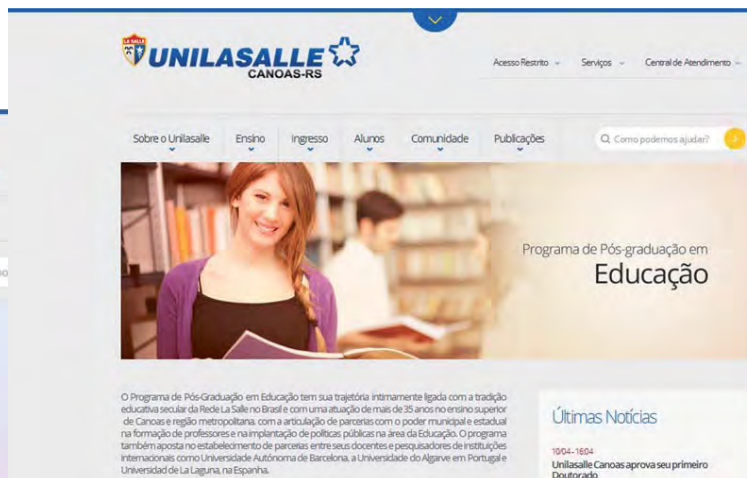 LA SALLE
UNILASALLE
CANOAS-RS
Acesso Restrito
Serviços
Central de Atendimento
Sobre o Unilasalle
Ensino
Ingresso
Alunos
Comunidade
Publicações
Como podemos ajudar?
Programa de Pós-graduação em
Educação
O Programa de Pós-Graduação em Educação tem sua trajetória intimamente ligada com a tradição
educativa secular da Rede La Salle no Brasil e com uma atuação de mais de 35 anos no ensino superior
de Canoas e região metropolitana, com a articulação de parcerias com o poder municipal e estadual
na formação de professores e na implantação de políticas públicas na área da Educação. O programa
também aposta no estabelecimento de parcerias entre seus docentes e pesquisadores de instituições
internacionais como Universidade Autónoma de Barcelona, a Universidade do Algarve em Portugal e
Universidad de La Laguna, na Espanha.
Últimas Notícias
10/04 - 16:04
Unilasalle Canoas aprova seu primeiro
Doutorado